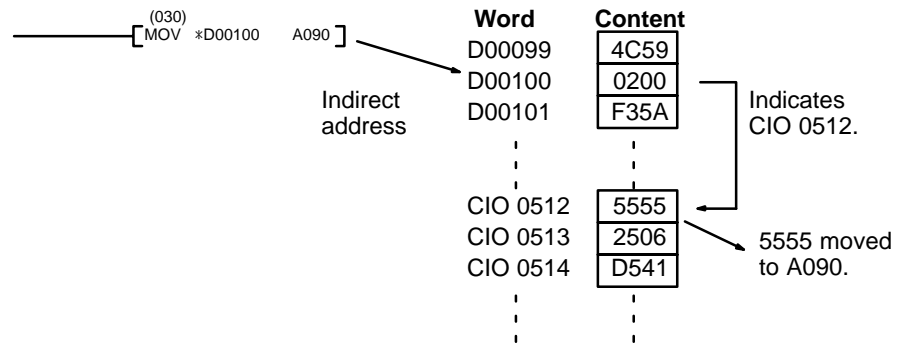 (030)
[MOV *D00100 A090]
Indirect
address
Word Content
D00099 4C59
D00100 0200
D00101 F35A
Indicates
CIO 0512.
CIO 0512 5555
CIO 0513 2506
CIO 0514 D541
5555 moved
to A090.